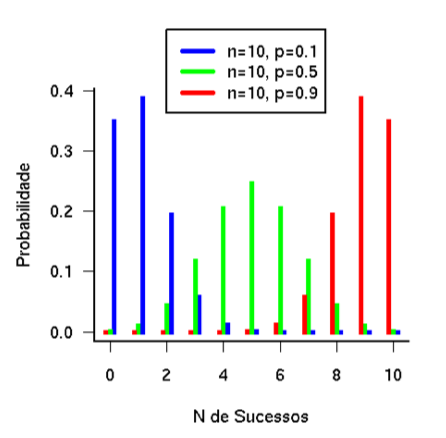 n=10, p=0.1
n=10, p=0.5
n=10, p=0.9
Probabilidade
0.4
0.3
0.2
0.1
0.0
0 2 4 6 8 10
N de Sucessos